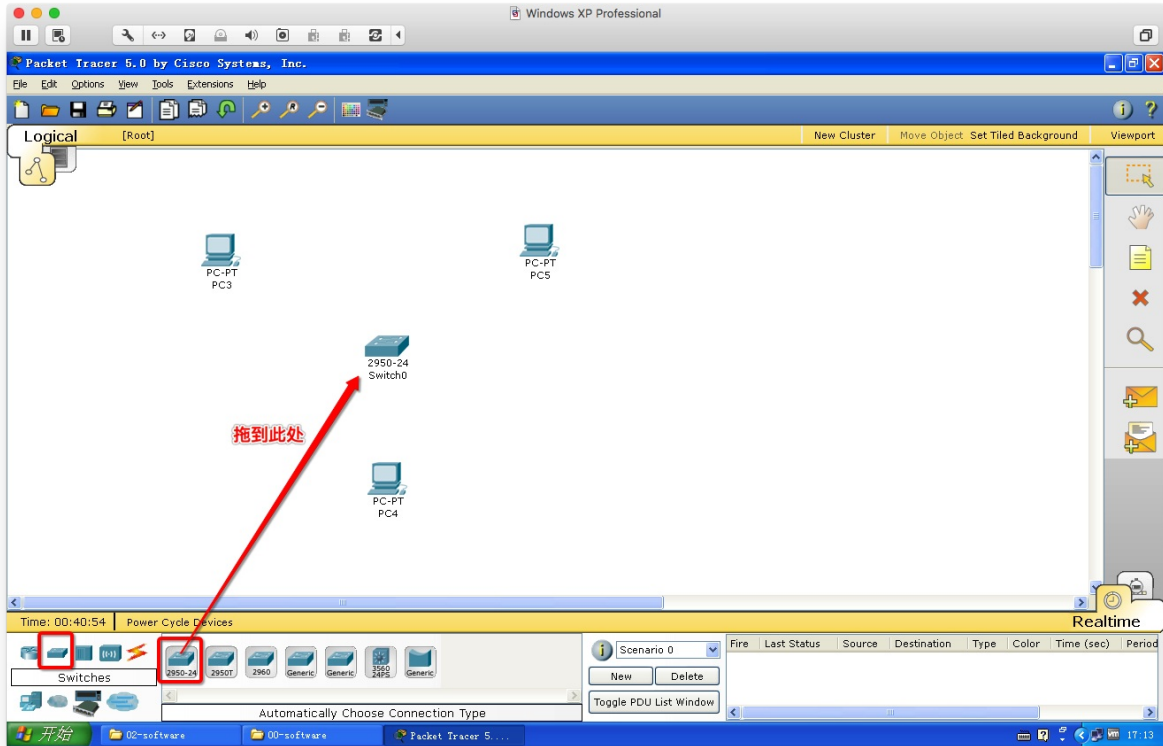 Windows XP Professional
Packet Tracer 5.0 by Cisco Systems, Inc.
File Edit Options View Tools Extensions Help
Logical [Root] New Cluster Move Object Set Tiled Background Viewport
PC-PT
PC3
PC-PT
PC5
2950-24
Switch0
拖到此处
PC-PT
PC4
Time: 00:40:54 Power Cycle Devices Realtime
Switches
2950-24 2950T 2960 Generic Generic 3560 24PS Generic
Automatically Choose Connection Type
Scenario 0
New Delete
Toggle PDU List Window
Fire Last Status Source Destination Type Color Time (sec) Period
开始 02-software 00-software Packet Tracer 5.... 17:13